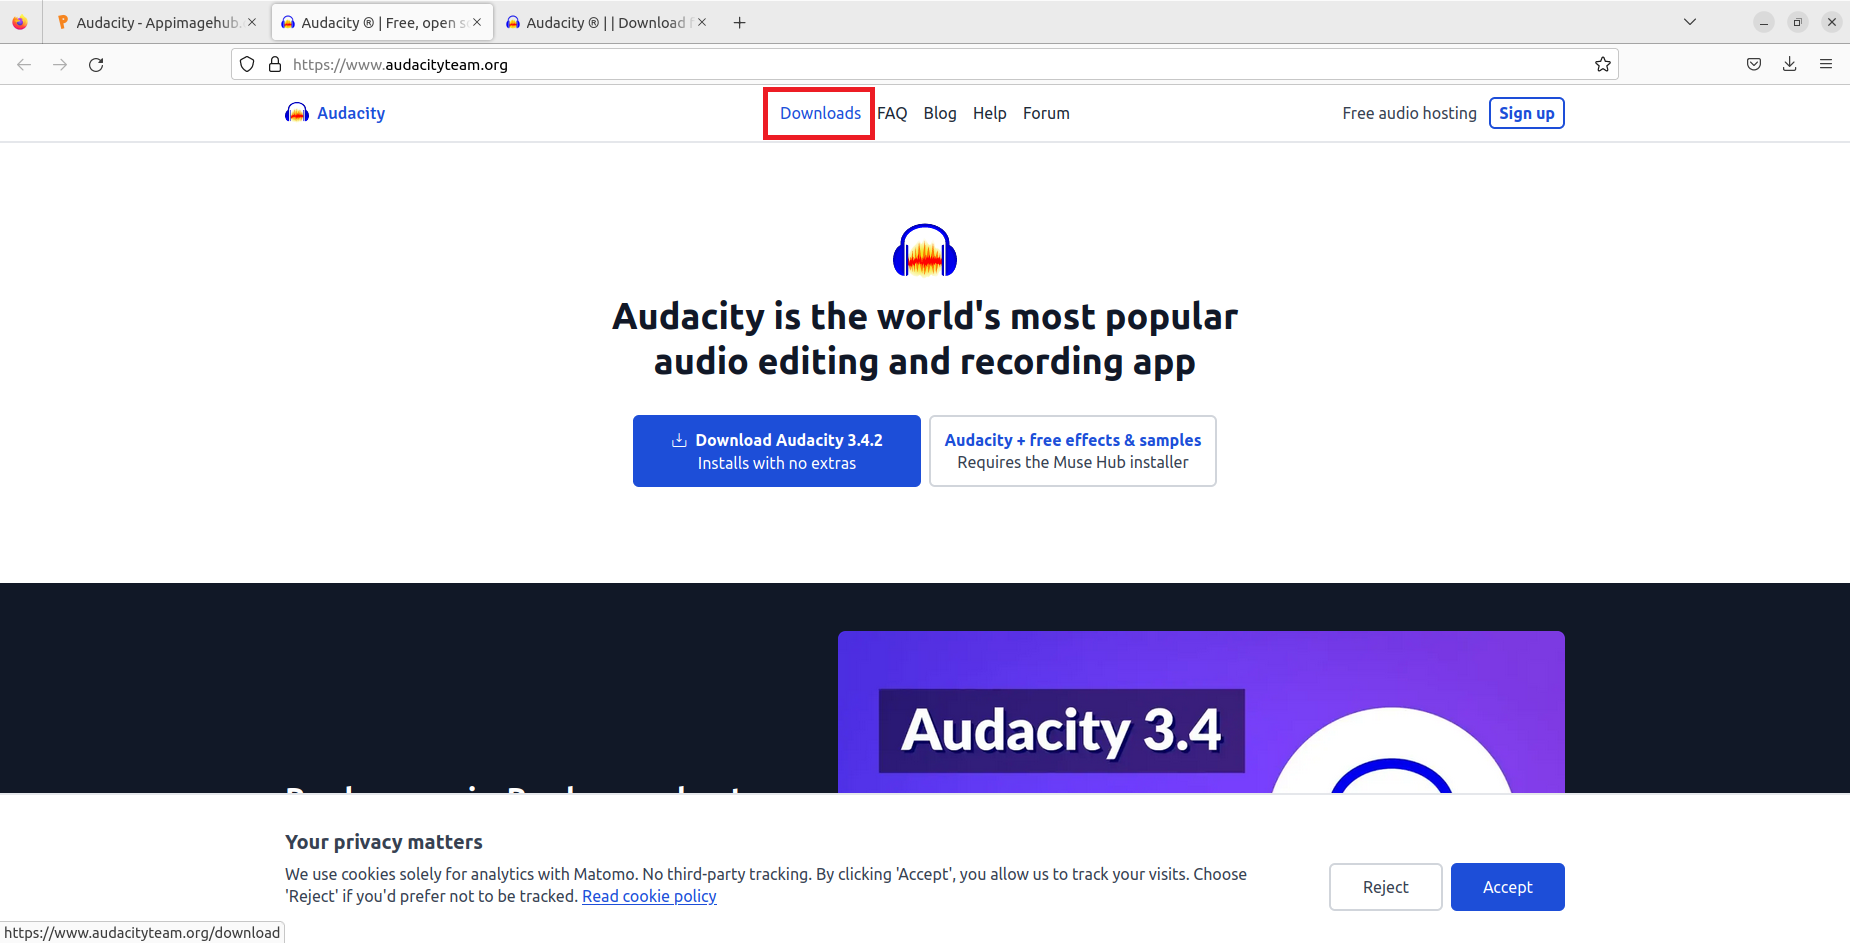 Audacity - Appimagehub.
Audacity ® | Free, open so
Audacity ® | | Download f
https://www.audacityteam.org
Audacity
Downloads FAQ Blog Help Forum
Free audio hosting Sign up
Audacity is the world's most popular
audio editing and recording app
Download Audacity 3.4.2
Installs with no extras
Audacity + free effects & samples
Requires the Muse Hub installer
Audacity 3.4
Your privacy matters
We use cookies solely for analytics with Matomo. No third-party tracking. By clicking 'Accept', you allow us to track your visits. Choose
'Reject' if you'd prefer not to be tracked. Read cookie policy
Reject
Accept
https://www.audacityteam.org/download